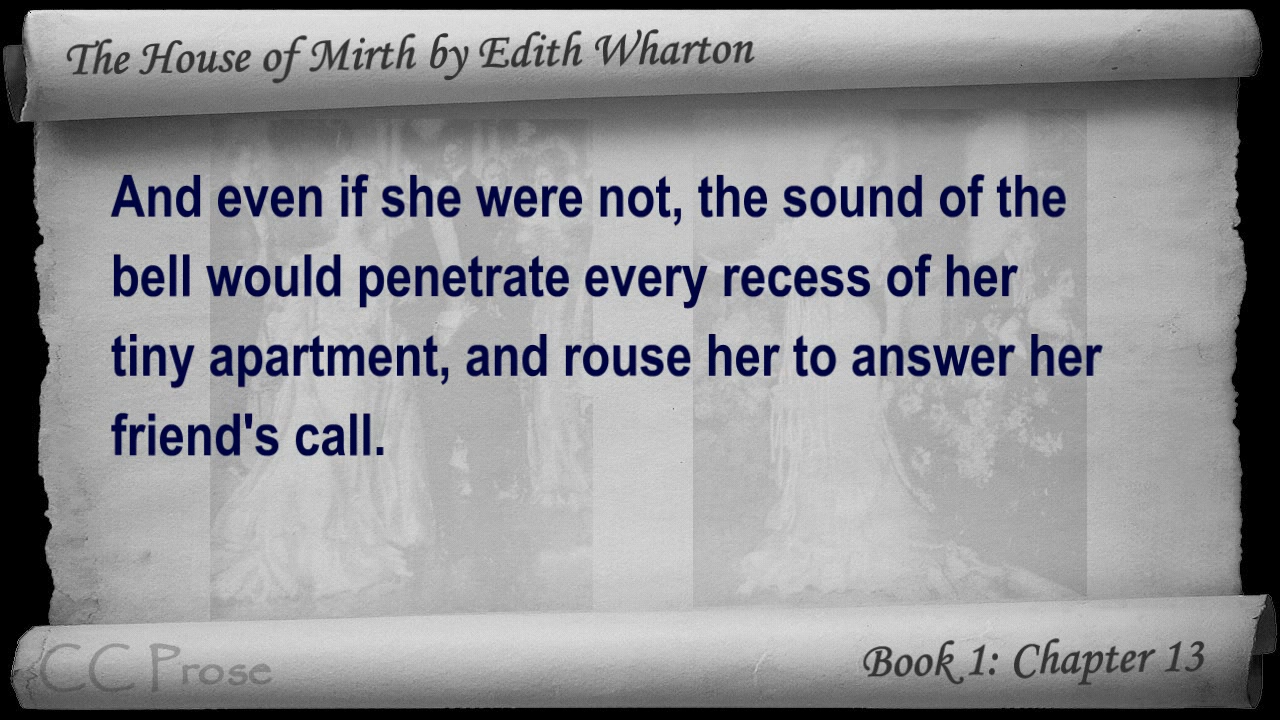 The House of Mirth by Edith Wharton
And even if she were not, the sound of the
bell would penetrate every recess of her
tiny apartment, and rouse her to answer her
friend's call.
CC Prose
Book 1: Chapter 13